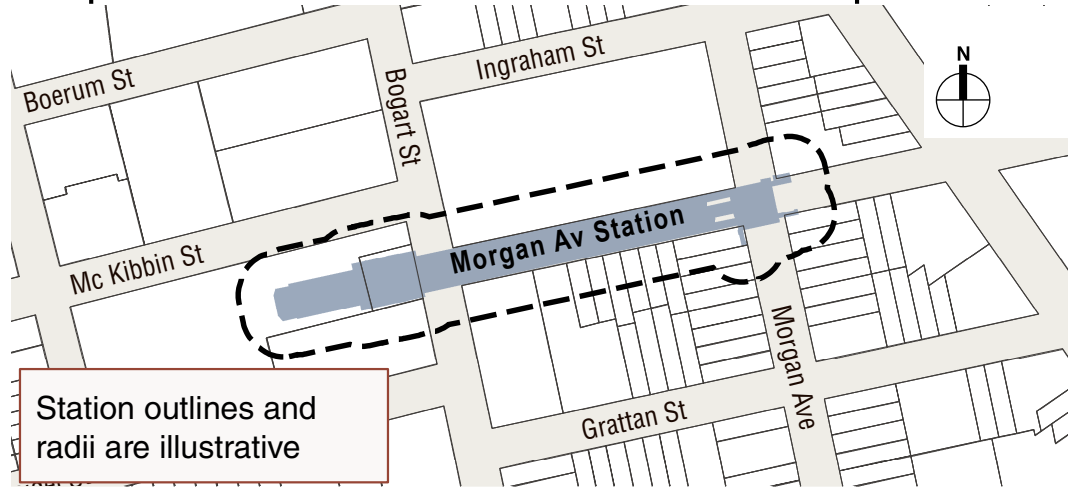 Ingraham St
N
Boerum St
Bogart St
Morgan Av Station
Mc Kibbin St
Morgan Ave
Station outlines and
radii are illustrative
Grattan St